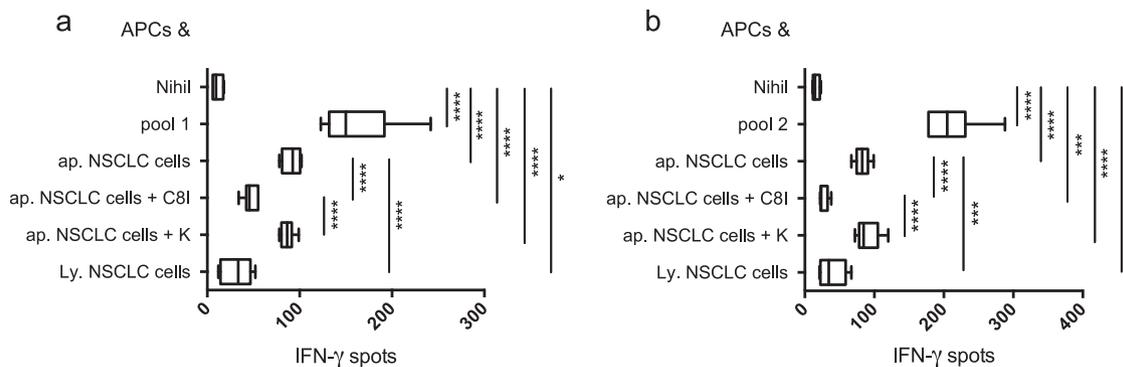 a
APCs &
Nihil
pool 1
ap. NSCLC cells
ap. NSCLC cells + C8I
ap. NSCLC cells + K
Ly. NSCLC cells
****
****
****
****
*
****
****
****
0
100
200
300
IFN-γ spots
b
APCs &
Nihil
pool 2
ap. NSCLC cells
ap. NSCLC cells + C8I
ap. NSCLC cells + K
Ly. NSCLC cells
****
****
***
****
****
****
***
0
100
200
300
400
IFN-γ spots